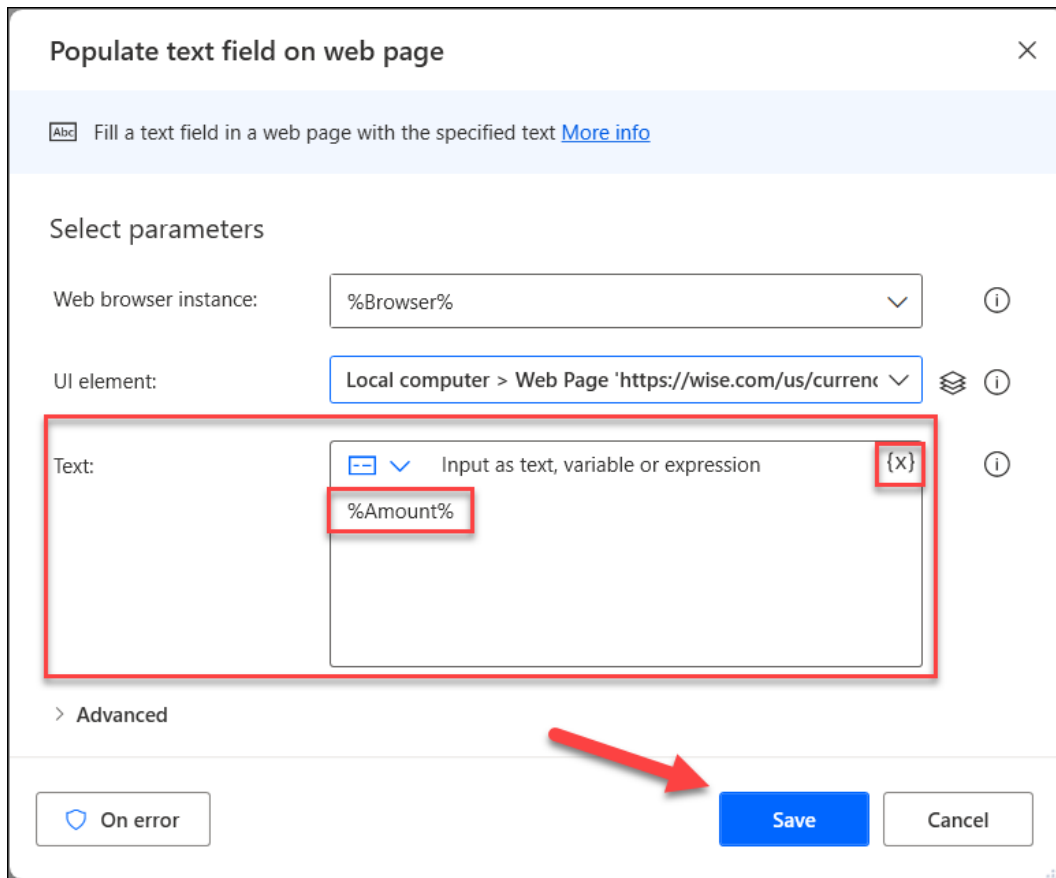 Populate text field on web page
Abc Fill a text field in a web page with the specified text More info
Select parameters
Web browser instance: %Browser%
UI element: Local computer > Web Page 'https://wise.com/us/currenc
Text: Input as text, variable or expression {x}
%Amount%
Advanced
On error Save Cancel